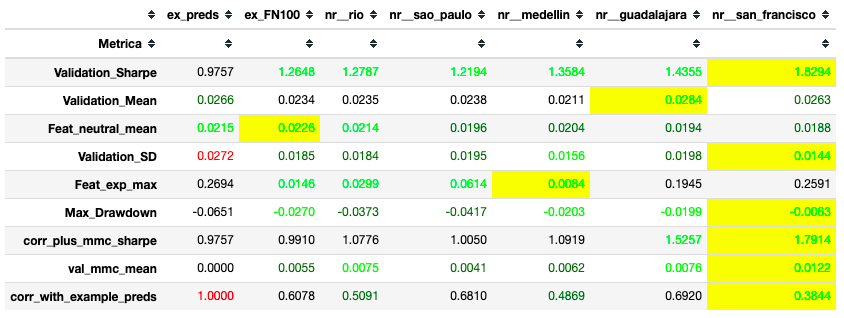 ex_preds ex_FN100 nr__rio nr__sao_paulo nr__medellin nr__guadalajara nr__san_francisco
Metrica
Validation_Sharpe 0.9757 1.2648 1.2787 1.2194 1.3584 1.4355 1.8294
Validation_Mean 0.0266 0.0234 0.0235 0.0238 0.0211 0.0284 0.0263
Feat_neutral_mean 0.0215 0.0226 0.0214 0.0196 0.0204 0.0194 0.0188
Validation_SD 0.0272 0.0185 0.0184 0.0195 0.0156 0.0198 0.0144
Feat_exp_max 0.2694 0.0146 0.0299 0.0614 0.0084 0.1945 0.2591
Max_Drawdown -0.0651 -0.0270 -0.0373 -0.0417 -0.0203 -0.0199 -0.0063
corr_plus_mmc_sharpe 0.9757 0.9910 1.0776 1.0050 1.0919 1.5257 1.7914
val_mmc_mean 0.0000 0.0055 0.0075 0.0041 0.0062 0.0076 0.0122
corr_with_example_preds 1.0000 0.6078 0.5091 0.6810 0.4869 0.6920 0.3844